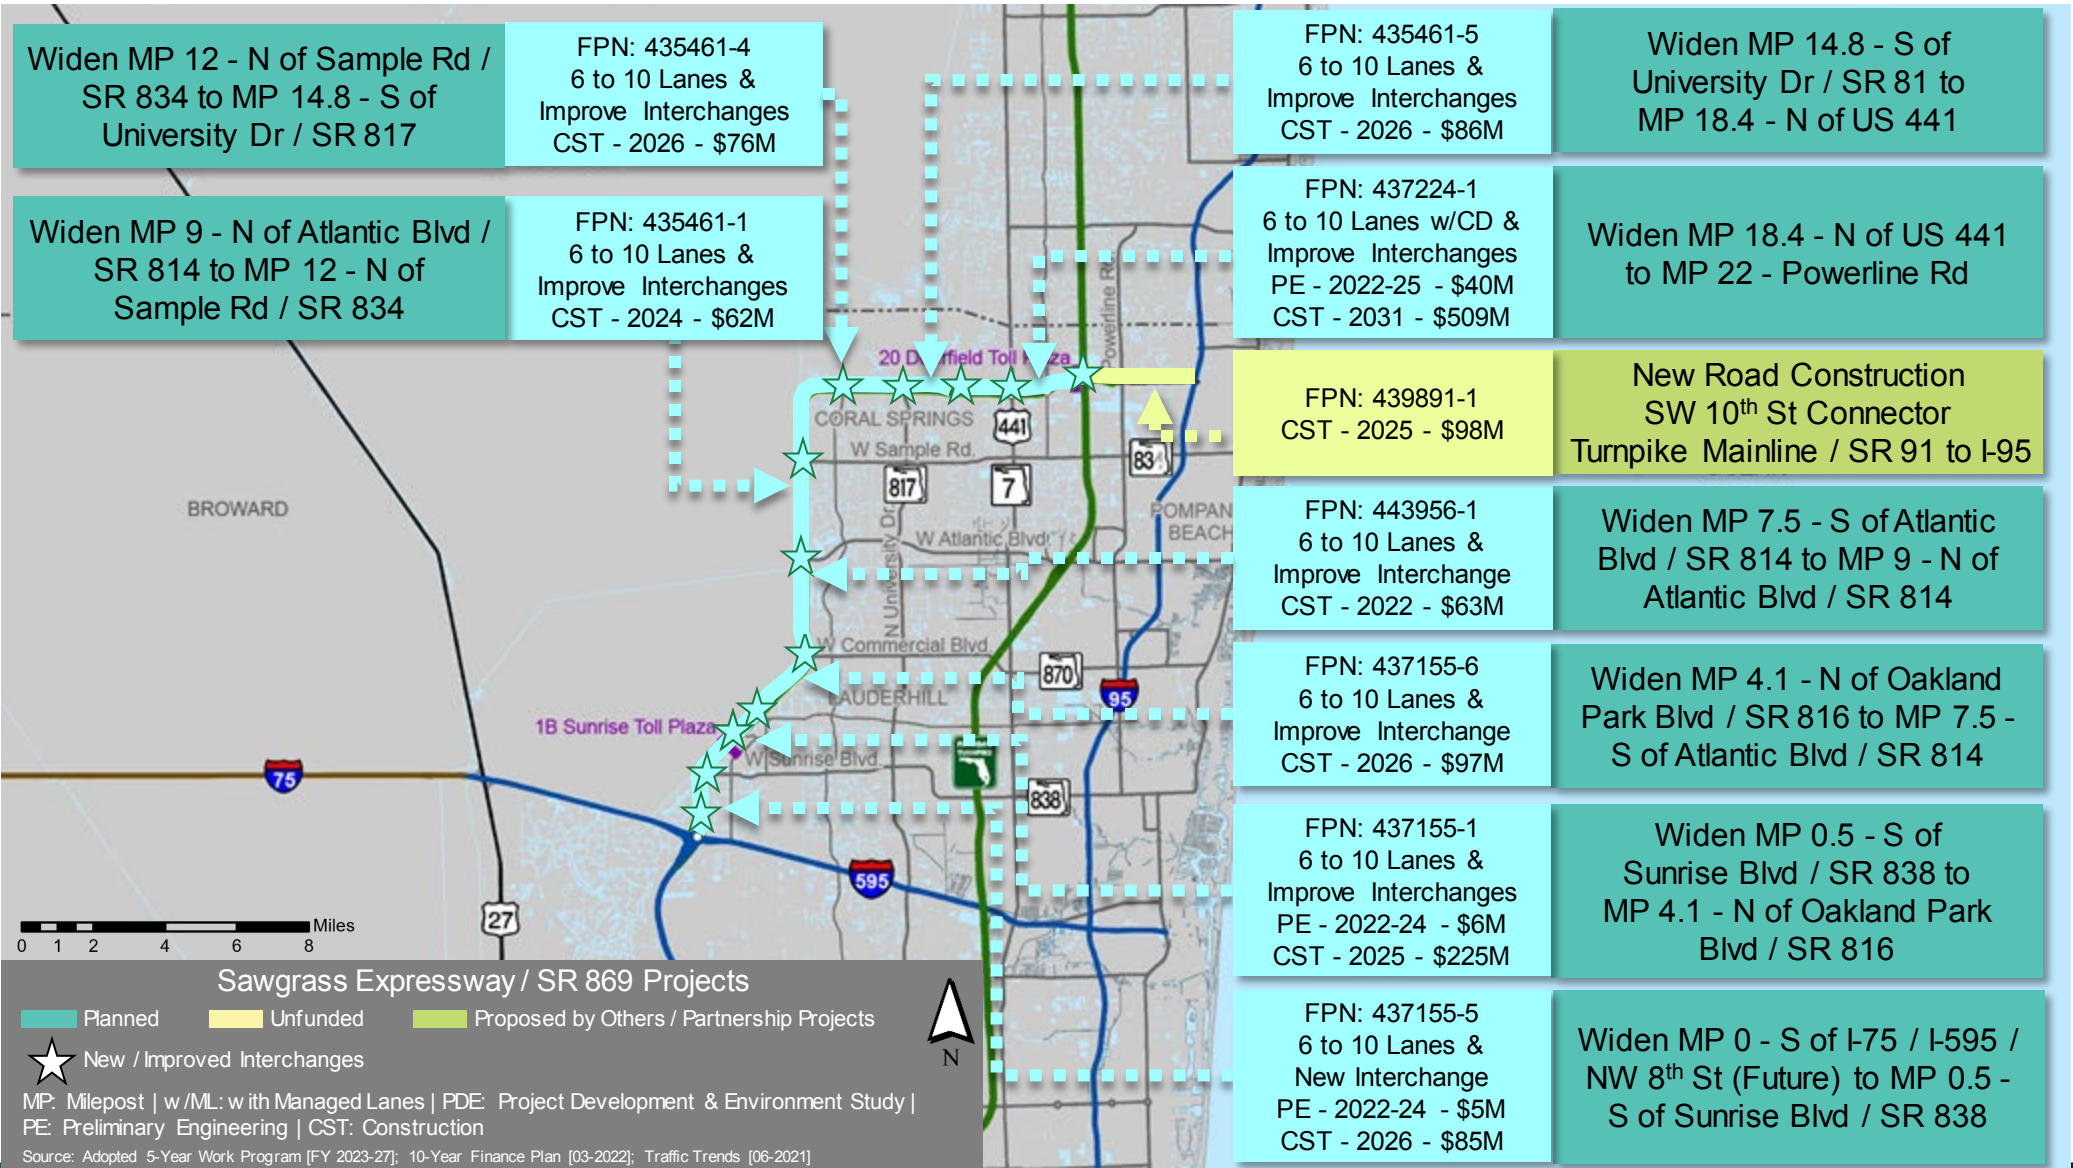 Widen MP 12 - N of Sample Rd /
SR 834 to MP 14.8 - S of
University Dr / SR 817
FPN: 435461-4
6 to 10 Lanes &
Improve Interchanges
CST - 2026 - $76M
Widen MP 9 - N of Atlantic Blvd /
SR 814 to MP 12 - N of
Sample Rd / SR 834
FPN: 435461-1
6 to 10 Lanes &
Improve Interchanges
CST - 2024 - $62M
FPN: 435461-5
6 to 10 Lanes &
Improve Interchanges
CST - 2026 - $86M
Widen MP 14.8 - S of
University Dr / SR 81 to
MP 18.4 - N of US 441
FPN: 437224-1
6 to 10 Lanes w/CD &
Improve Interchanges
PE - 2022-25 - $40M
CST - 2031 - $509M
Widen MP 18.4 - N of US 441
to MP 22 - Powerline Rd
FPN: 439891-1
CST - 2025 - $98M
New Road Construction
SW 10th St Connector
Turnpike Mainline / SR 91 to I-95
FPN: 443956-1
6 to 10 Lanes &
Improve Interchange
CST - 2022 - $63M
Widen MP 7.5 - S of Atlantic
Blvd / SR 814 to MP 9 - N of
Atlantic Blvd / SR 814
FPN: 437155-6
6 to 10 Lanes &
Improve Interchange
CST - 2026 - $97M
Widen MP 4.1 - N of Oakland
Park Blvd / SR 816 to MP 7.5 -
S of Atlantic Blvd / SR 814
FPN: 437155-1
6 to 10 Lanes &
Improve Interchanges
PE - 2022-24 - $6M
CST - 2025 - $225M
Widen MP 0.5 - S of
Sunrise Blvd / SR 838 to
MP 4.1 - N of Oakland Park
Blvd / SR 816
FPN: 437155-5
6 to 10 Lanes &
New Interchange
PE - 2022-24 - $5M
CST - 2026 - $85M
Widen MP 0 - S of I-75 / I-595 /
NW 8th St (Future) to MP 0.5 -
S of Sunrise Blvd / SR 838
Powerline Rd.
20 Deerfield Toll Plaza
CORAL SPRINGS
441
W Sample Rd.
834
817
7
BROWARD
POMPAN
BEACH
N University Dr
W Atlantic Blvd
W Commercial Blvd.
870
LAUDERHILL
95
1B Sunrise Toll Plaza
W Sunrise Blvd.
75
838
595
27
Miles
0 1 2 4 6 8
Sawgrass Expressway / SR 869 Projects
Planned
Unfunded
Proposed by Others / Partnership Projects
New / Improved Interchanges
N
MP: Milepost | w/ML: with Managed Lanes | PDE: Project Development & Environment Study |
PE: Preliminary Engineering | CST: Construction
Source: Adopted 5-Year Work Program [FY 2023-27]; 10-Year Finance Plan [03-2022]; Traffic Trends [06-2021]